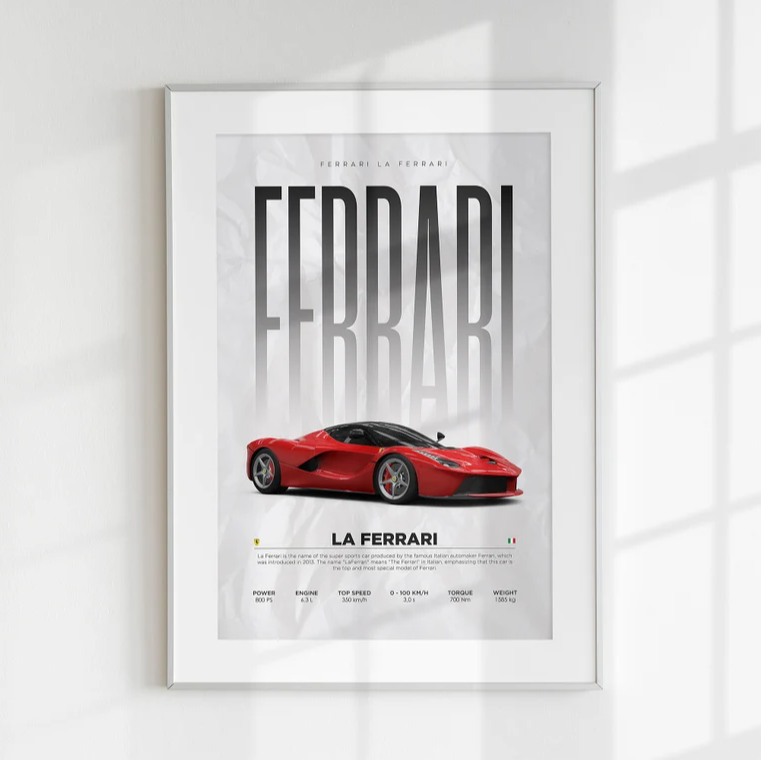 FERRARI LA FERRARI
FERRARI
LA FERRARI
La Ferrari is the name of the super sports car produced by the famous Italian automaker Ferrari, which
was introduced in 2013. The name "LaFerrari" means "The Ferrari" in Italian, emphasizing that this car is
the top and most special model of Ferrari.
POWER ENGINE TOP SPEED 0 - 100 KM/H TORQUE WEIGHT
800 PS 6.3 L 350 km/h 3,0 s 700 Nm 1585 kg